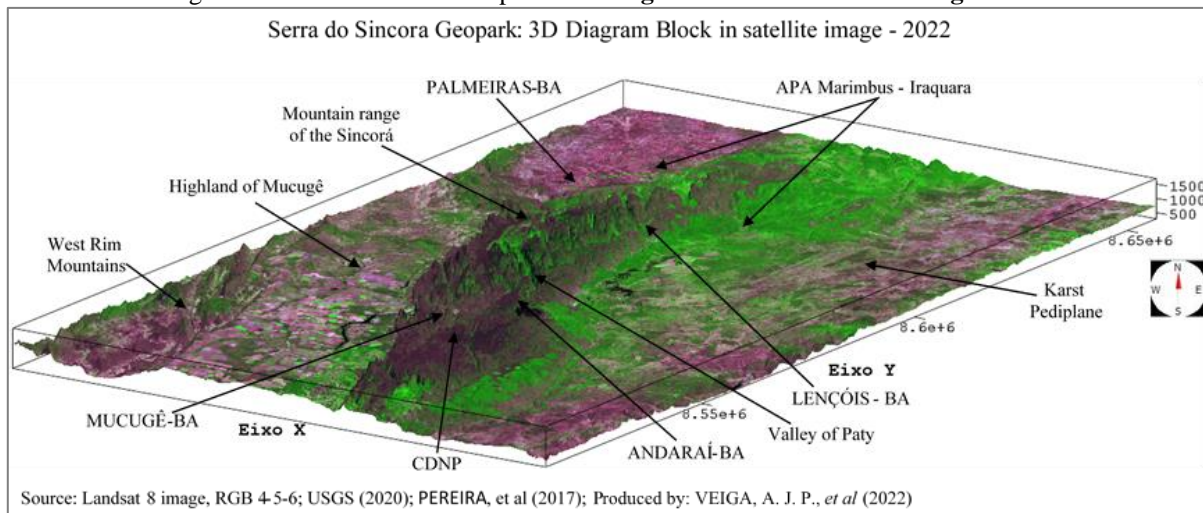 Serra do Sincora Geopark: 3D Diagram Block in satellite image - 2022
PALMEIRAS-BA
APA Marimbus - Iraquara
Mountain range
of the Sincorá
Highland of Mucugê
West Rim
Mountains
1500
1000
500
8.65e+6
N
W E
S
Karst
Pediplane
8.6e+6
Eixo Y
LENÇÓIS - BA
8.55e+6
Valley of Paty
MUCUGÊ-BA
Eixo X
ANDARAÍ-BA
CDNP
Source: Landsat 8 image, RGB 4-5-6; USGS (2020); PEREIRA, et al (2017); Produced by: VEIGA, A. J. P., et al (2022)